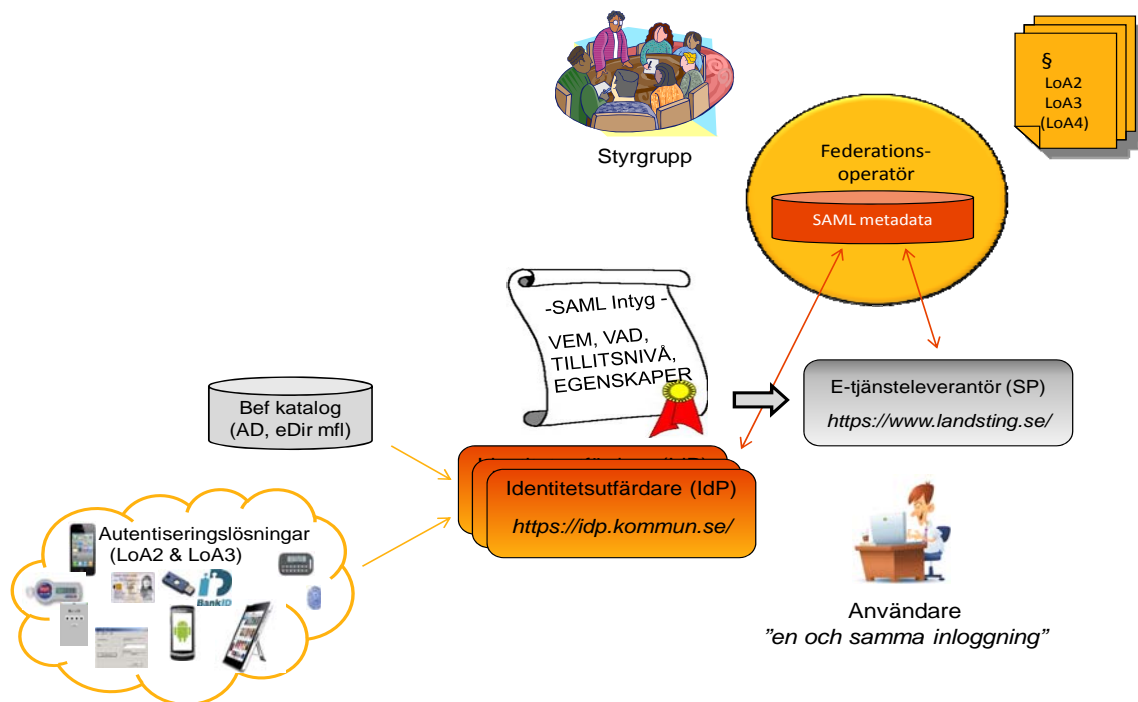 Styrgrupp
§
LoA2
LoA3
(LoA4)
Federations-
operatör
SAML metadata
-SAML Intyg -
VEM, VAD,
TILLITSNIVÅ,
EGENSKAPER
E-tjänsteleverantör (SP)
https://www.landsting.se/
Bef katalog
(AD, eDir mfl)
Identitetsutfärdare (IdP)
https://idp.kommun.se/
Autentiseringslösningar
(LoA2 & LoA3)
BankID
Användare
"en och samma inloggning"